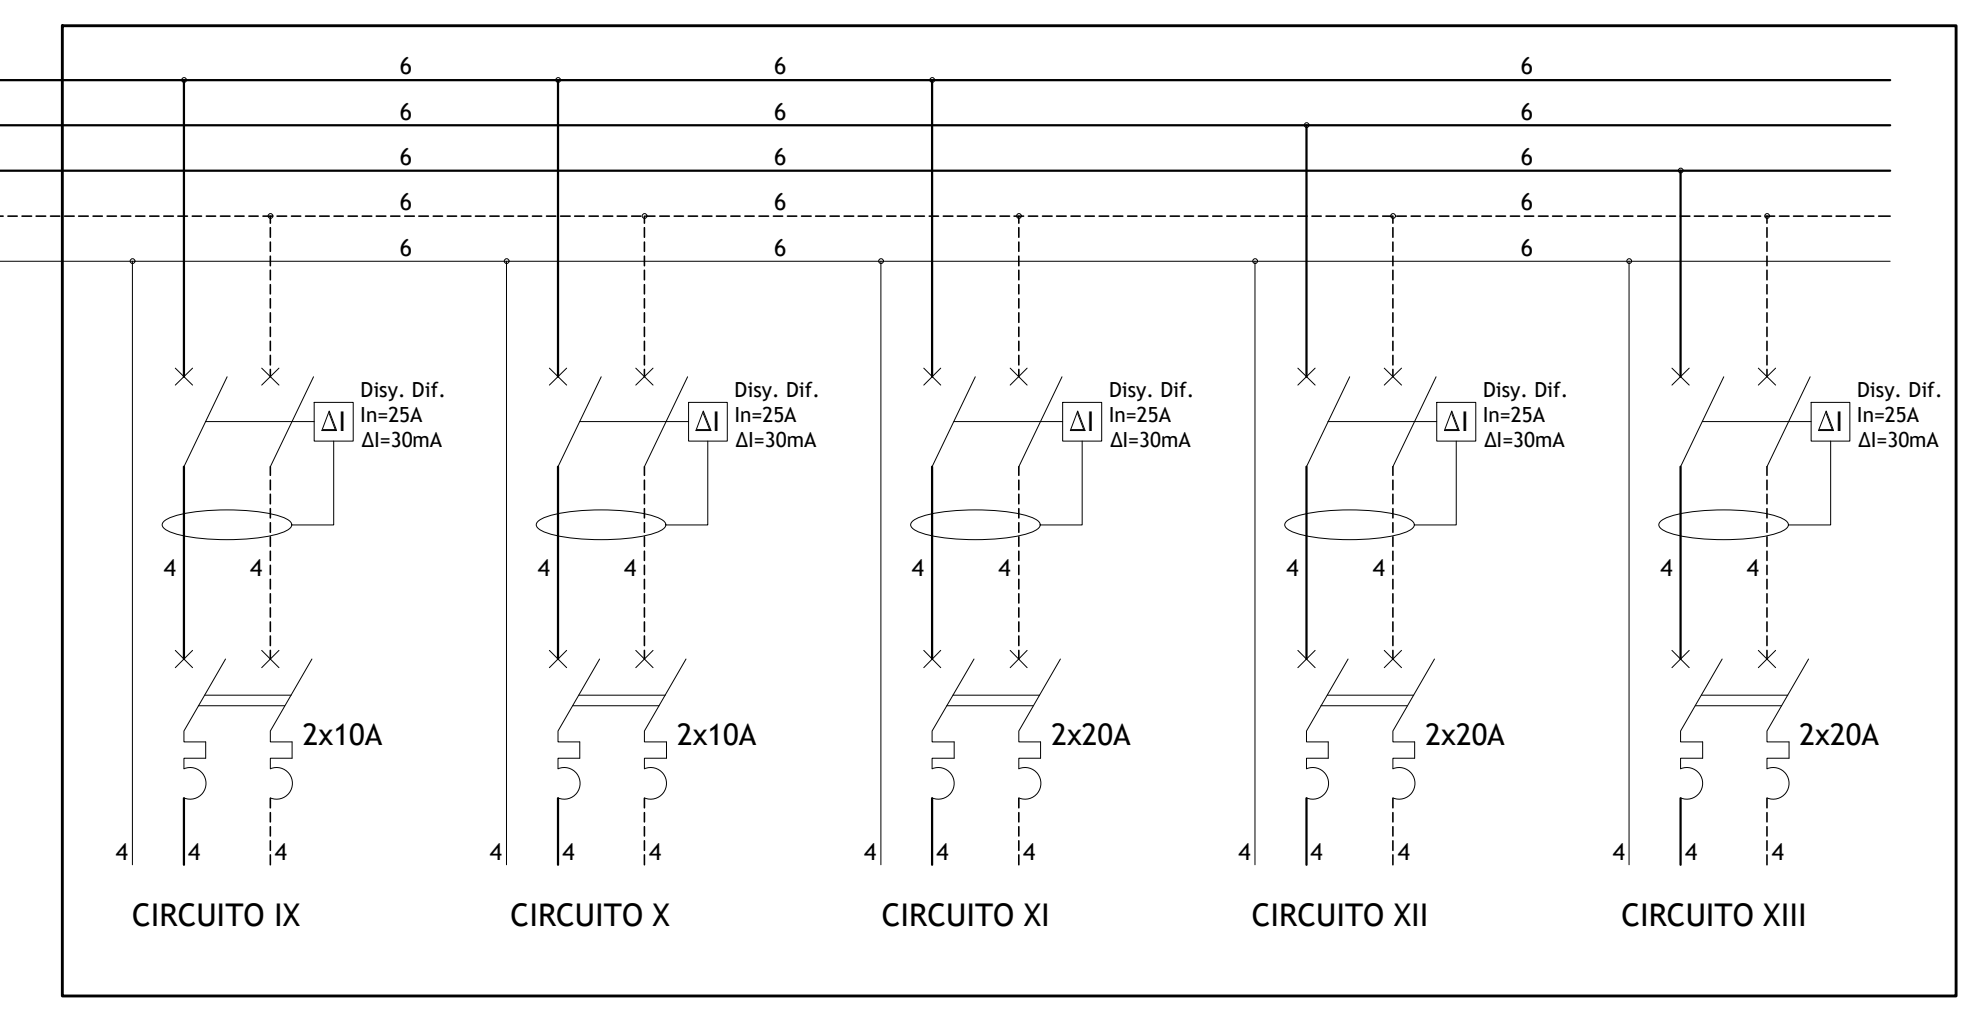 6 6 6
6 6 6
6 6 6
6 6 6
6 6 6
Disy. Dif.
In=25A
ΔI
ΔI=30mA
Disy. Dif.
In=25A
ΔI
ΔI=30mA
Disy. Dif.
In=25A
ΔI
ΔI=30mA
Disy. Dif.
In=25A
ΔI
ΔI=30mA
Disy. Dif.
In=25A
ΔI
ΔI=30mA
4 4 4 4 4 4 4 4 4 4
2x10A 2x10A 2x20A 2x20A 2x20A
4 4 4 4 4 4 4 4 4 4 4 4 4 4 4
CIRCUITO IX CIRCUITO X CIRCUITO XI CIRCUITO XII CIRCUITO XIII